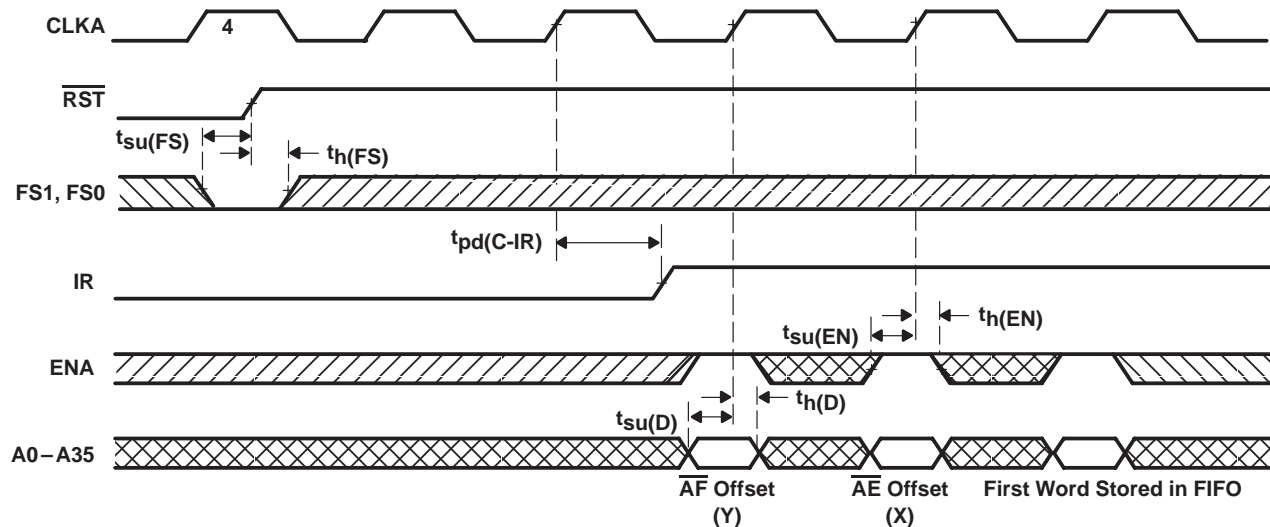 CLKA
4
RST
tsu(FS)
th(FS)
FS1, FS0
tpd(C-IR)
IR
tsu(EN)
th(EN)
ENA
tsu(D)
th(D)
A0–A35
AF Offset
(Y)
AE Offset
(X)
First Word Stored in FIFO